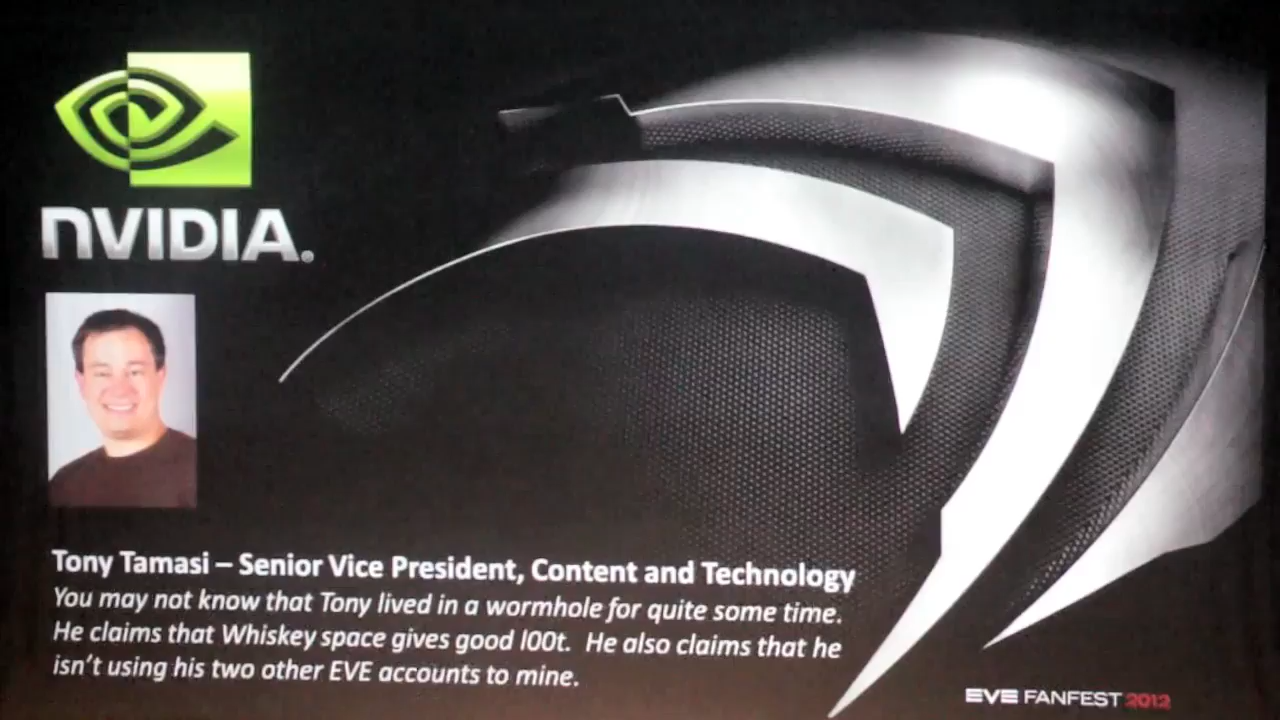 NVIDIA.
Tony Tamasi – Senior Vice President, Content and Technology
You may not know that Tony lived in a wormhole for quite some time.
He claims that Whiskey space gives good l00t. He also claims that he
isn't using his two other EVE accounts to mine.
EVE FANFEST 2012